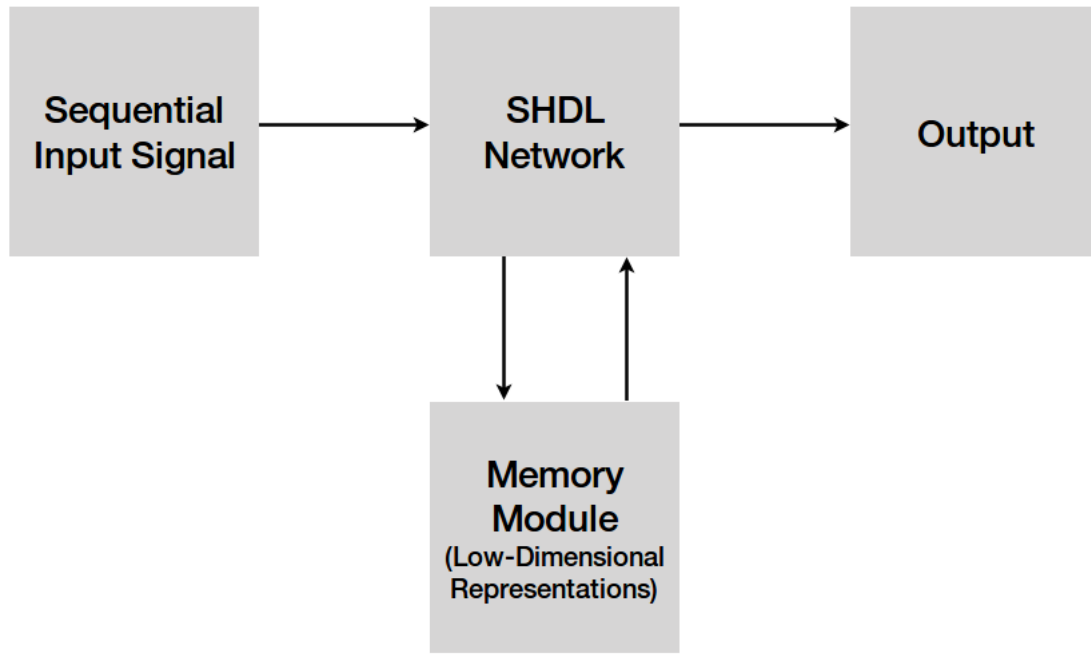 Sequential
Input Signal
SHDL
Network
Output
Memory
Module
(Low-Dimensional
Representations)